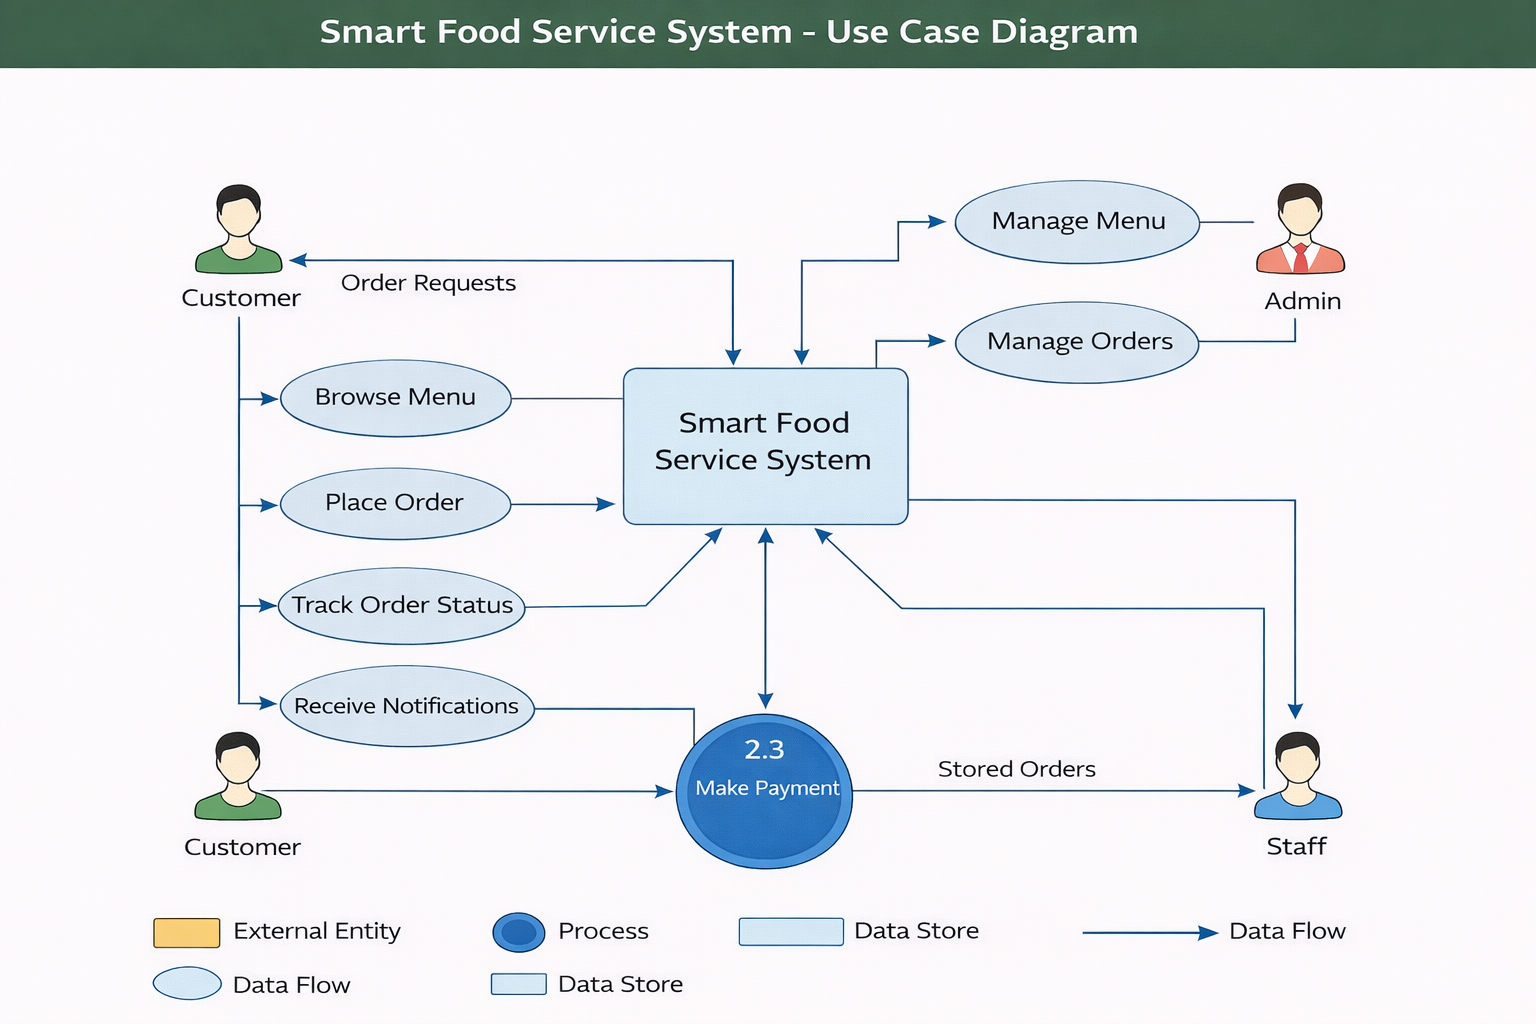 Smart Food Service System - Use Case Diagram
Manage Menu
Order Requests
Customer
Admin
Manage Orders
Browse Menu
Smart Food
Service System
Place Order
Track Order Status
Receive Notifications
2.3
Make Payment
Stored Orders
Customer
Staff
External Entity
Process
Data Store
Data Flow
Data Flow
Data Store